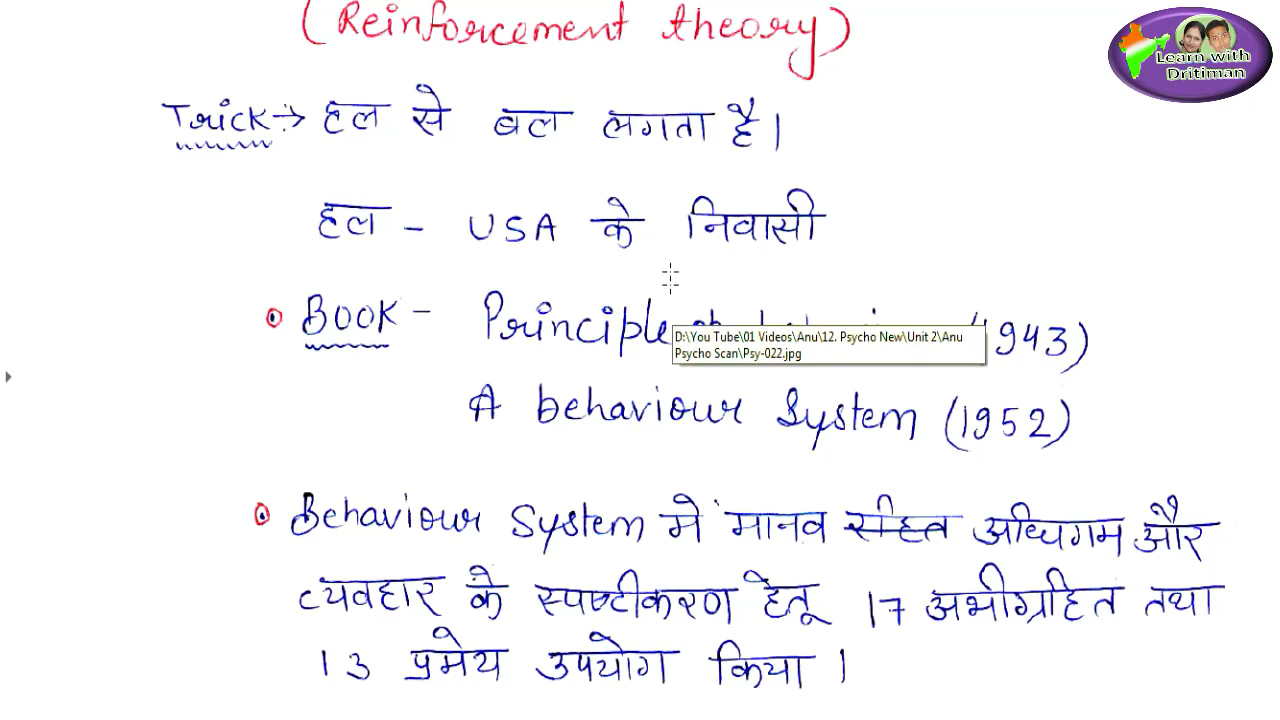 (Reinforcement theory)
Learn with
Dritiman
Trick:→ हल से बल लगता है।
हल - USA के निवासी
• Book - Principle (1943)
D:\You Tube\01 Videos\Anu\12. Psycho New\Unit 2\Anu
Psycho Scan\Psy-022.jpg
A behaviour System (1952)
• Behaviour System में मानव सहित अधिगम और
व्यवहार के स्पष्टीकरण हेतू 17 अभीग्रहित तथा
13 प्रमेय उपयोग किया।